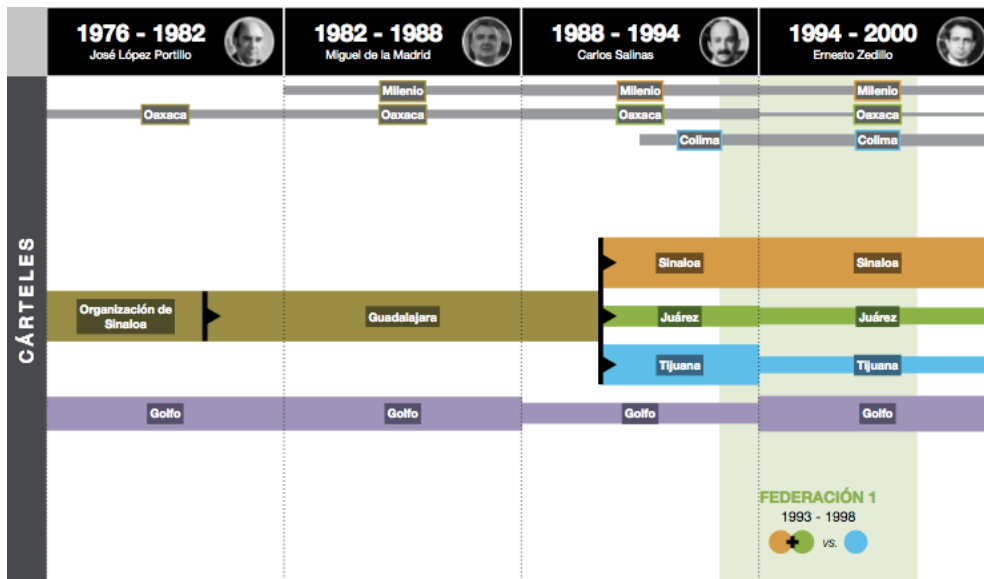 1976 - 1982
José López Portillo
1982 - 1988
Miguel de la Madrid
1988 - 1994
Carlos Salinas
1994 - 2000
Ernesto Zedillo
CÁRTELES
Milenio
Milenio
Milenio
Oaxaca
Oaxaca
Oaxaca
Oaxaca
Colima
Colima
Sinaloa
Sinaloa
Organización de
Sinaloa
Guadalajara
Juárez
Juárez
Tijuana
Tijuana
Golfo
Golfo
Golfo
Golfo
FEDERACIÓN 1
1993 - 1998
vs.